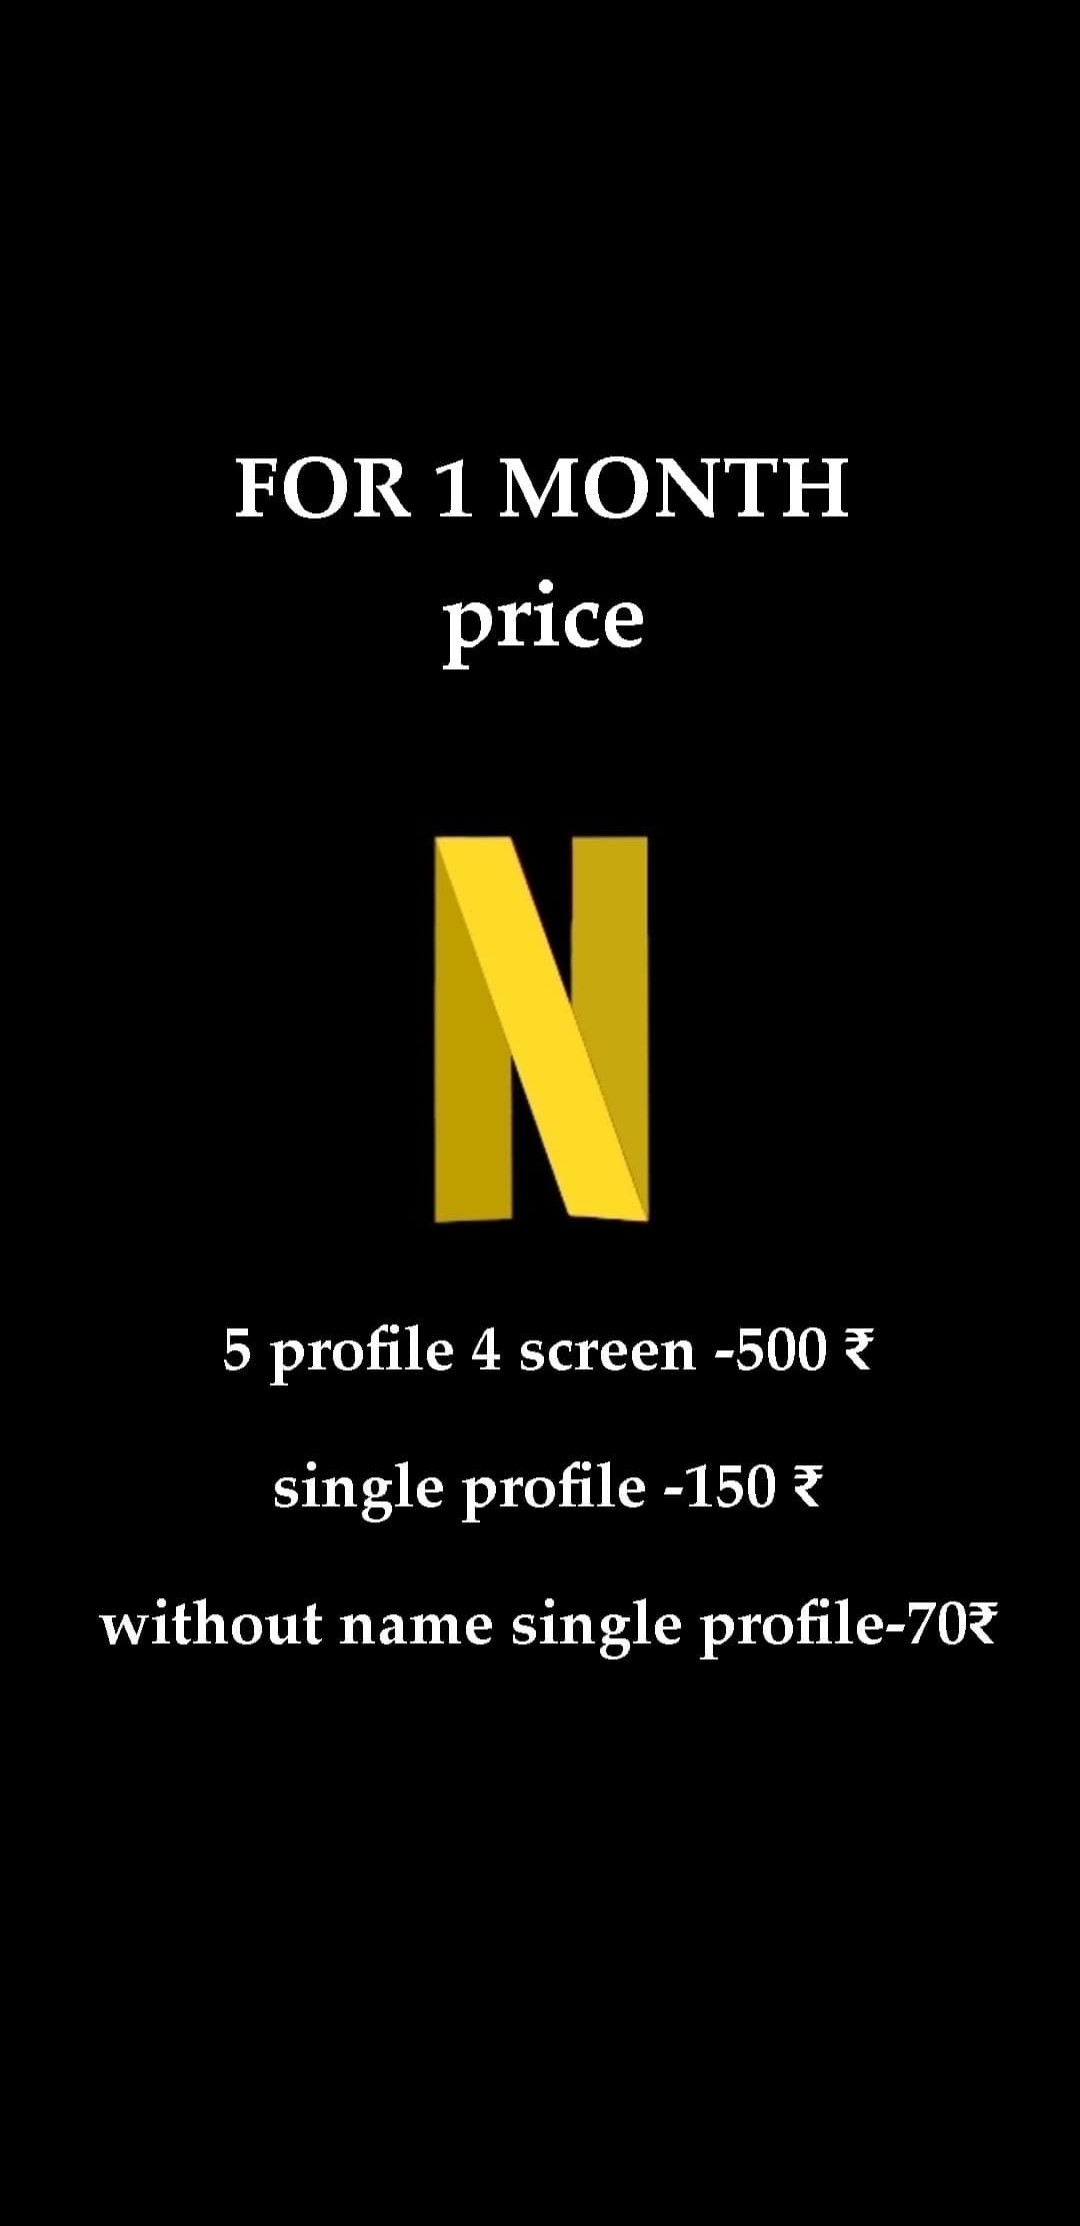 FOR 1 MONTH
price
N
5 profile 4 screen -500 ₹
single profile -150 ₹
without name single profile-70₹